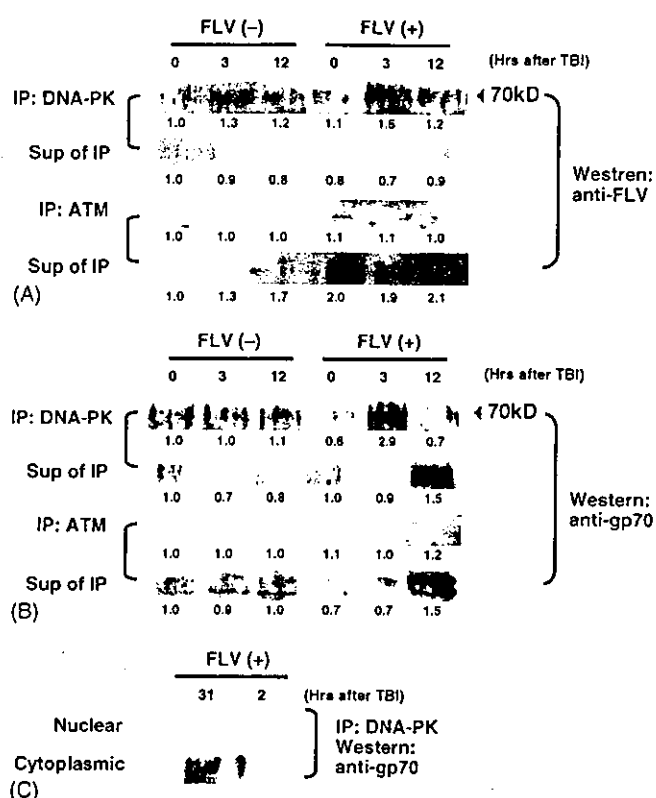 FLV (–) FLV (+)
0 3 12 0 3 12 (Hrs after TBI)
IP: DNA-PK 70kD
1.0 1.3 1.2 1.1 1.5 1.2
Sup of IP
1.0 0.9 0.8 0.8 0.7 0.9
Westren:
anti-FLV
IP: ATM
1.0 1.0 1.0 1.1 1.1 1.0
Sup of IP
(A)
1.0 1.3 1.7 2.0 1.9 2.1
FLV (–) FLV (+)
0 3 12 0 3 12 (Hrs after TBI)
IP: DNA-PK 70kD
1.0 1.0 1.1 0.6 2.9 0.7
Sup of IP
1.0 0.7 0.8 1.0 0.9 1.5
Western:
anti-gp70
IP: ATM
1.0 1.0 1.0 1.1 1.0 1.2
Sup of IP
(B)
1.0 0.9 1.0 0.7 0.7 1.5
FLV (+)
31 2 (Hrs after TBI)
Nuclear
IP: DNA-PK
Western:
anti-gp70
Cytoplasmic
(C)